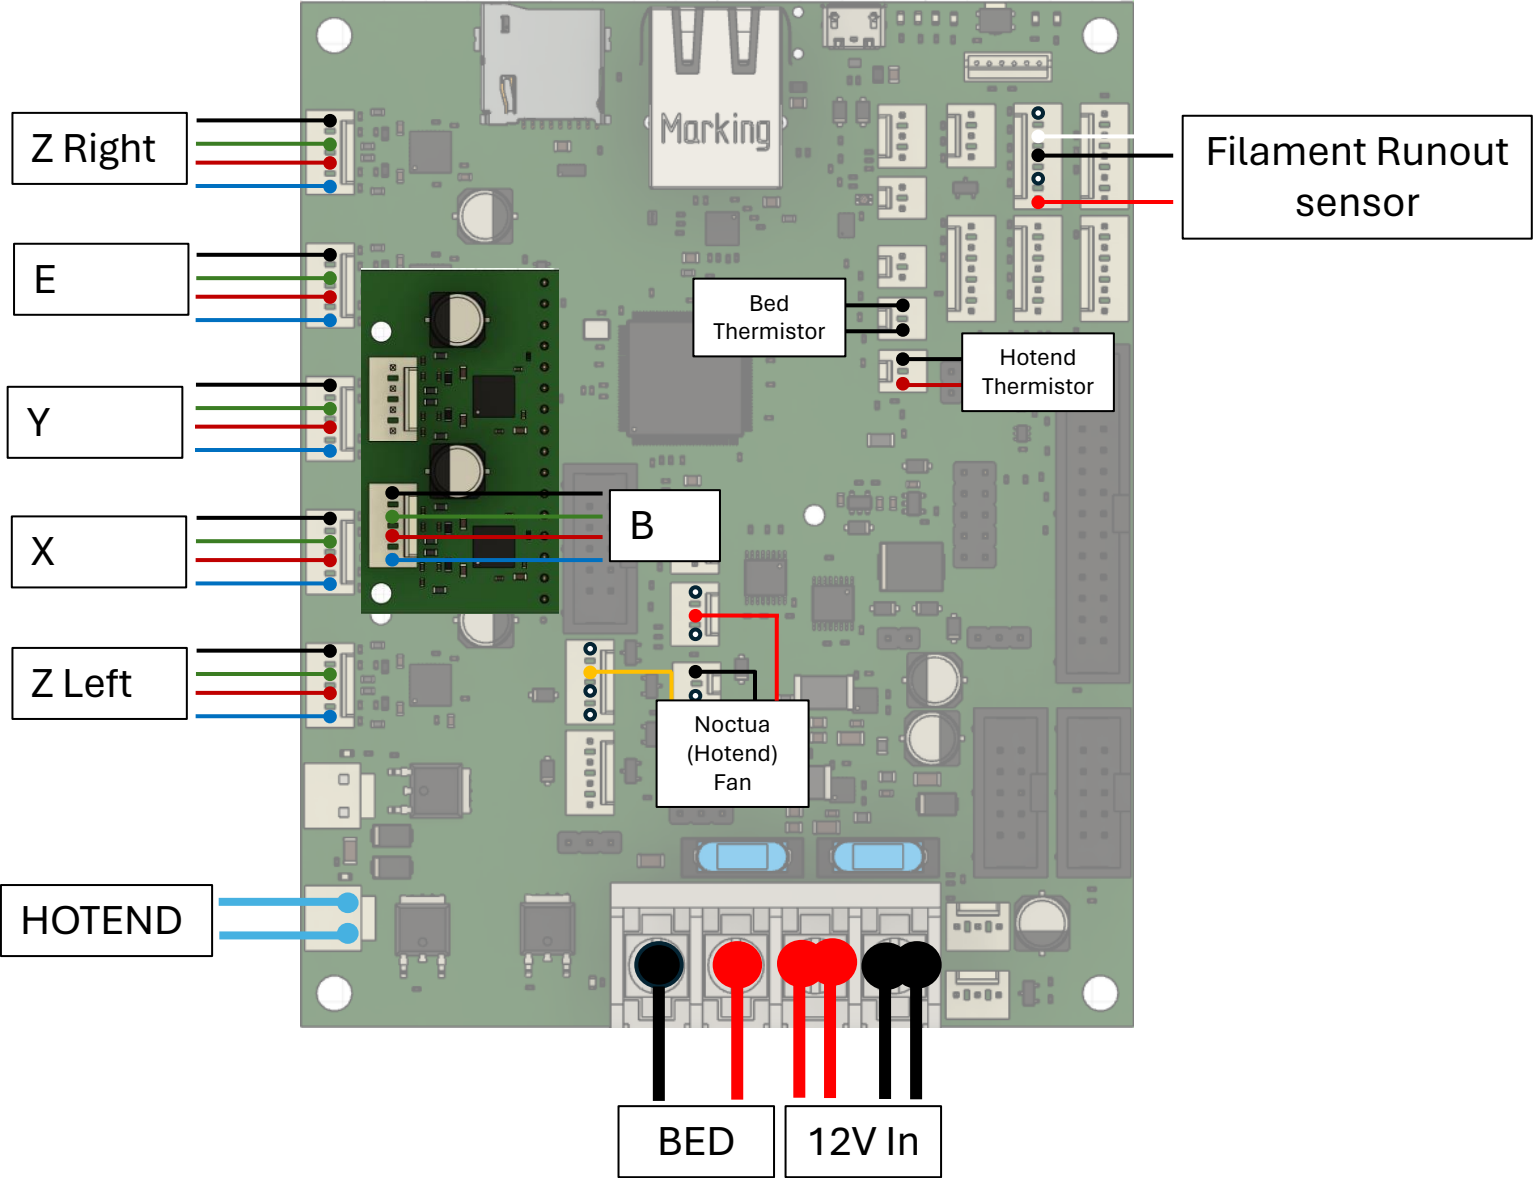 Marking
Z Right
Filament Runout
sensor
E
Bed
Thermistor
Hotend
Thermistor
Y
B
X
Z Left
Noctua
(Hotend)
Fan
HOTEND
BED
12V In